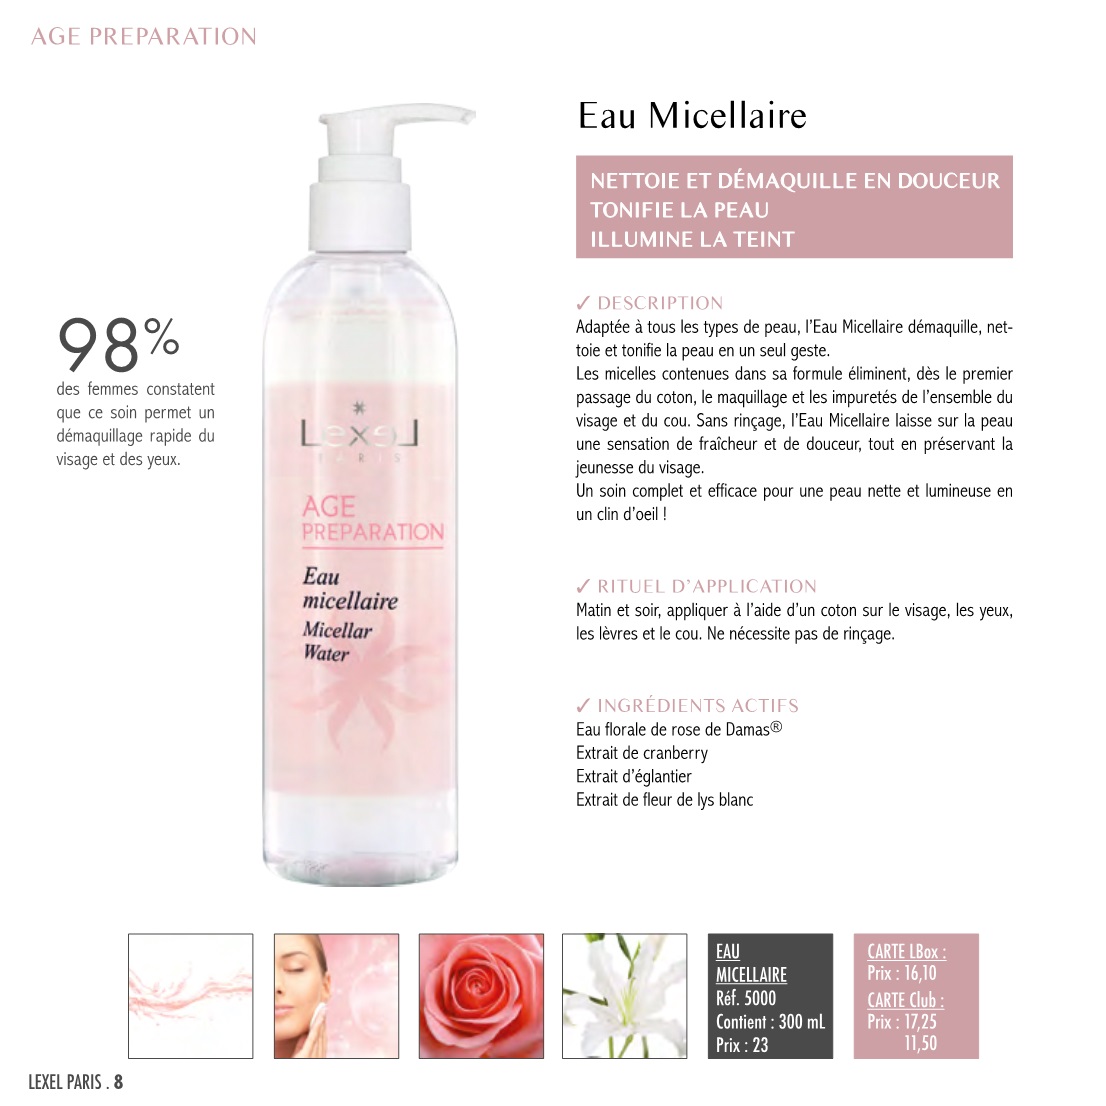 AGE PREPARATION
Eau Micellaire
NETTOIE ET DÉMAQUILLE EN DOUCEUR
TONIFIE LA PEAU
ILLUMINE LA TEINT
98%
des femmes constatent
que ce soin permet un
démaquillage rapide du
visage et des yeux.
LexeL
PARIS
AGE
PREPARATION
Eau
micellaire
Micellar
Water
✓ DESCRIPTION
Adaptée à tous les types de peau, l'Eau Micellaire démaquille, net-
toie et tonifie la peau en un seul geste.
Les micelles contenues dans sa formule éliminent, dès le premier
passage du coton, le maquillage et les impuretés de l'ensemble du
visage et du cou. Sans rinçage, l'Eau Micellaire laisse sur la peau
une sensation de fraîcheur et de douceur, tout en préservant la
jeunesse du visage.
Un soin complet et efficace pour une peau nette et lumineuse en
un clin d'oeil !
✓ RITUEL D'APPLICATION
Matin et soir, appliquer à l'aide d'un coton sur le visage, les yeux,
les lèvres et le cou. Ne nécessite pas de rinçage.
✓ INGRÉDIENTS ACTIFS
Eau florale de rose de Damas®
Extrait de cranberry
Extrait d'églantier
Extrait de fleur de lys blanc
EAU
MICELLAIRE
Réf. 5000
Contient : 300 mL
Prix : 23
CARTE LBox :
Prix : 16,10
CARTE Club :
Prix : 17,25
11,50
LEXEL PARIS . 8